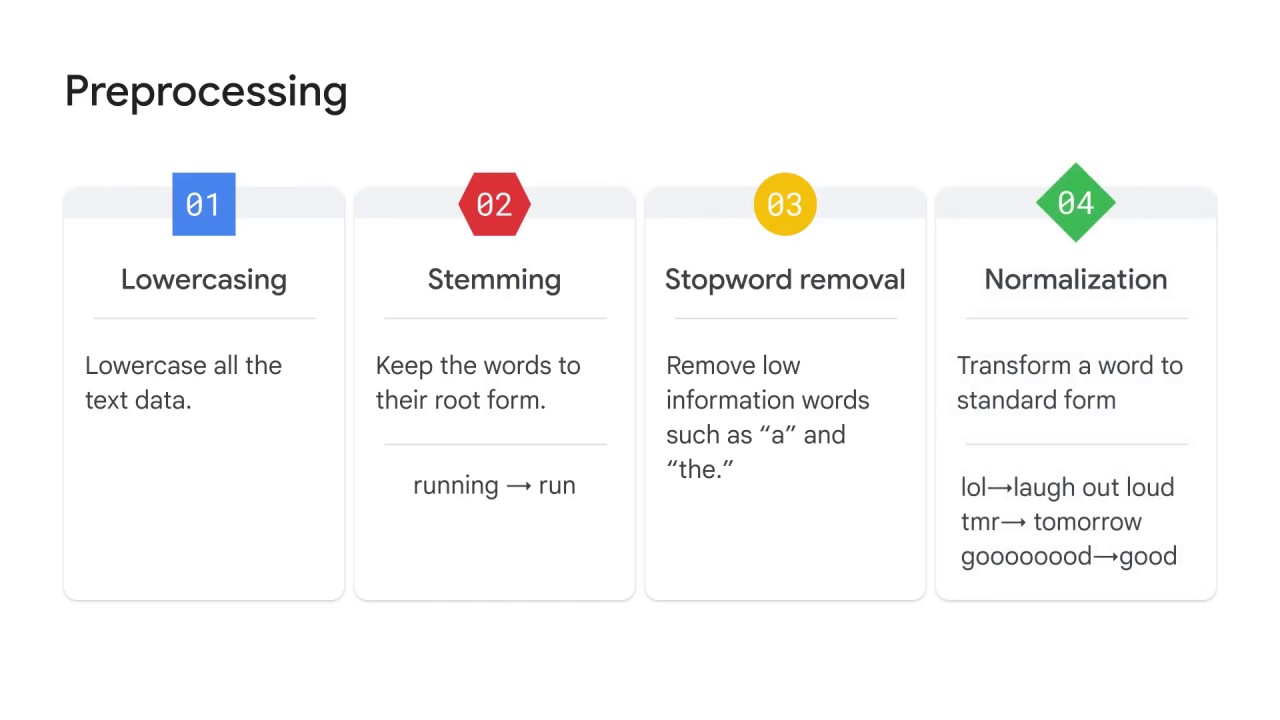 Preprocessing
01
Lowercasing
Lowercase all the
text data.
02
Stemming
Keep the words to
their root form.
running → run
03
Stopword removal
Remove low
information words
such as “a” and
“the.”
04
Normalization
Transform a word to
standard form
lol→laugh out loud
tmr→ tomorrow
goooooood→good